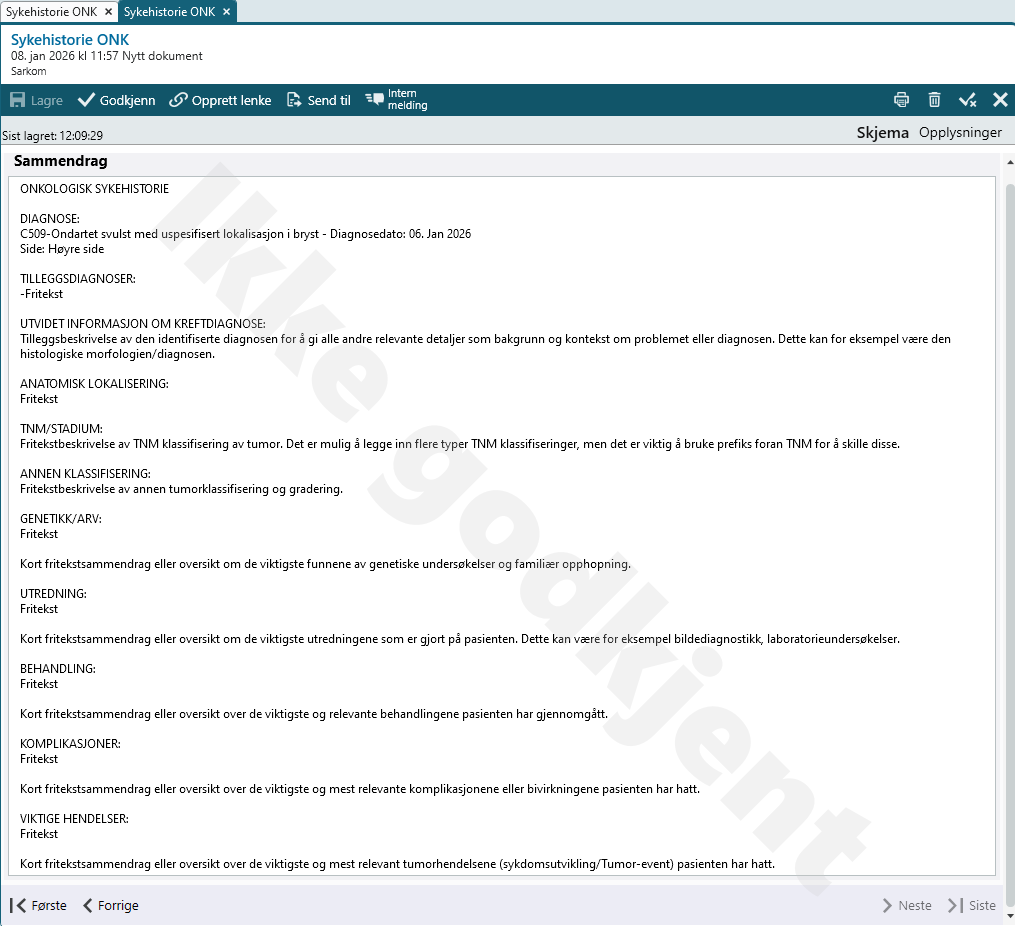 Sykehistorie ONK × Sykehistorie ONK ×
Sykehistorie ONK
08. jan 2026 kl 11:57 Nytt dokument
Sarkom
Lagre Godkjenn Opprett lenke Send til Intern melding
Sist lagret: 12:09:29
Skjema Opplysninger
Sammendrag
ONKOLOGISK SYKEHISTORIE
DIAGNOSE:
C509-Ondartet svulst med uspesifisert lokalisasjon i bryst - Diagnosedato: 06. Jan 2026
Side: Høyre side
TILLEGGSDIAGNOSER:
-Fritekst
UTVIDET INFORMASJON OM KREFTDIAGNOSE:
Tilleggsbeskrivelse av den identifiserte diagnosen for å gi alle andre relevante detaljer som bakgrunn og kontekst om problemet eller diagnosen. Dette kan for eksempel være den
histologiske morfologien/diagnosen.
ANATOMISK LOKALISERING:
Fritekst
TNM/STADIUM:
Fritekstbeskrivelse av TNM klassifisering av tumor. Det er mulig å legge inn flere typer TNM klassifiseringer, men det er viktig å bruke prefiks foran TNM for å skille disse.
ANNEN KLASSIFISERING:
Fritekstbeskrivelse av annen tumorklassifisering og gradering.
GENETIKK/ARV:
Fritekst
Kort fritekstsammendrag eller oversikt om de viktigste funnene av genetiske undersøkelser og familiær opphopning.
UTREDNING:
Fritekst
Kort fritekstsammendrag eller oversikt om de viktigste utredningene som er gjort på pasienten. Dette kan være for eksempel bildediagnostikk, laboratorieundersøkelser.
BEHANDLING:
Fritekst
Kort fritekstsammendrag eller oversikt over de viktigste og relevante behandlingene pasienten har gjennomgått.
KOMPLIKASJONER:
Fritekst
Kort fritekstsammendrag eller oversikt over de viktigste og mest relevante komplikasjonene eller bivirkningene pasienten har hatt.
VIKTIGE HENDELSER:
Fritekst
Kort fritekstsammendrag eller oversikt over de viktigste og mest relevant tumorhendelsene (sykdomsutvikling/Tumor-event) pasienten har hatt.
Ikke godkjent
Første Forrige Neste Siste